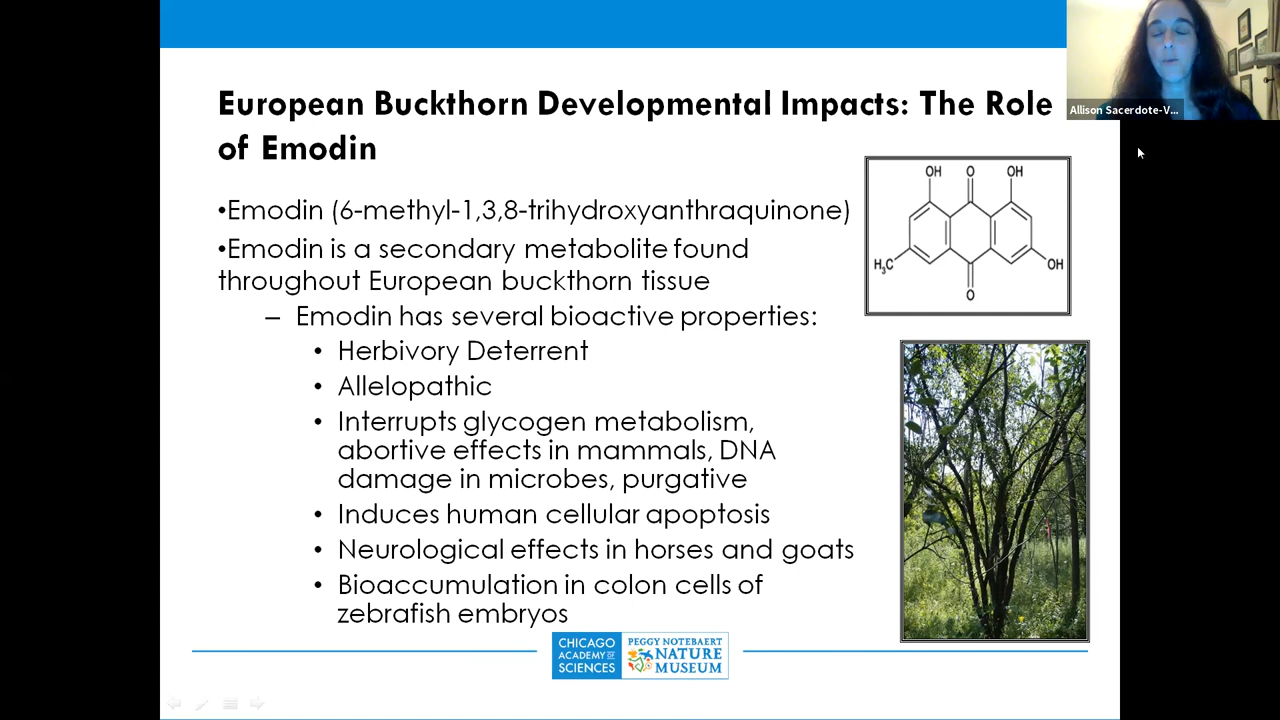 Allison Sacerdote-V...
European Buckthorn Developmental Impacts: The Role
of Emodin
•Emodin (6-methyl-1,3,8-trihydroxyanthraquinone)
•Emodin is a secondary metabolite found
throughout European buckthorn tissue
– Emodin has several bioactive properties:
• Herbivory Deterrent
• Allelopathic
• Interrupts glycogen metabolism,
abortive effects in mammals, DNA
damage in microbes, purgative
• Induces human cellular apoptosis
• Neurological effects in horses and goats
• Bioaccumulation in colon cells of
zebrafish embryos
OH O OH
H3C OH
O
CHICAGO
ACADEMY OF
SCIENCES
PEGGY NOTEBAERT
NATURE
MUSEUM